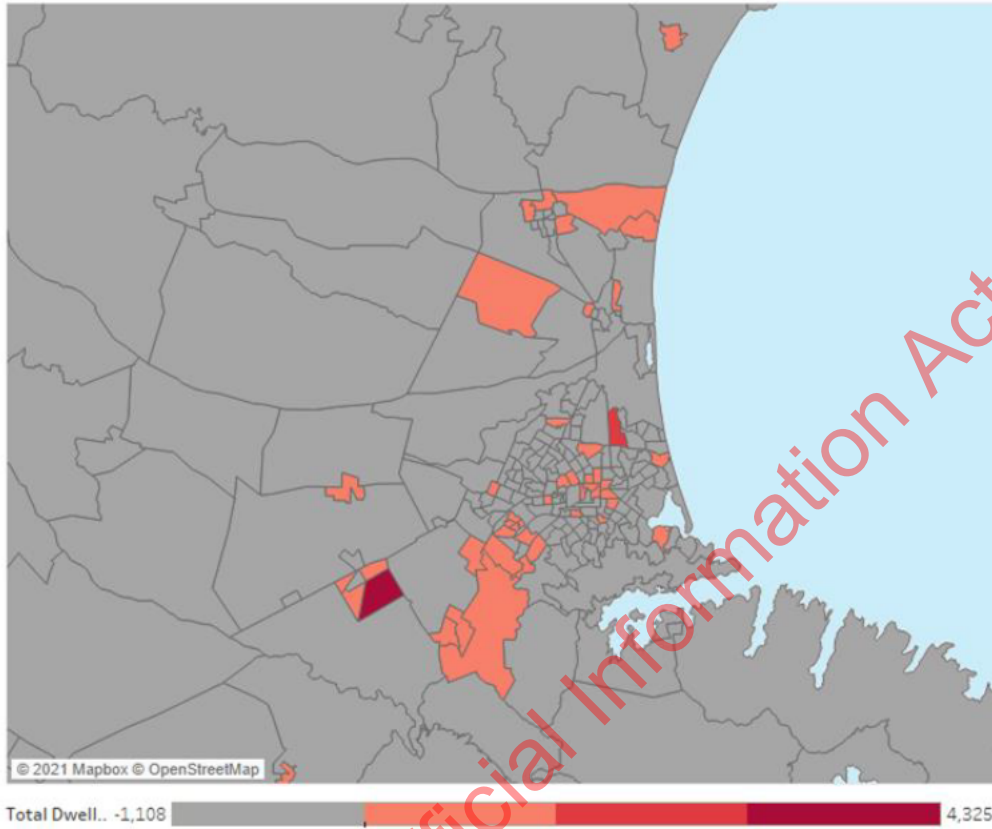 Official Information Act
© 2021 Mapbox © OpenStreetMap
Total Dwell.. -1,108
4,325